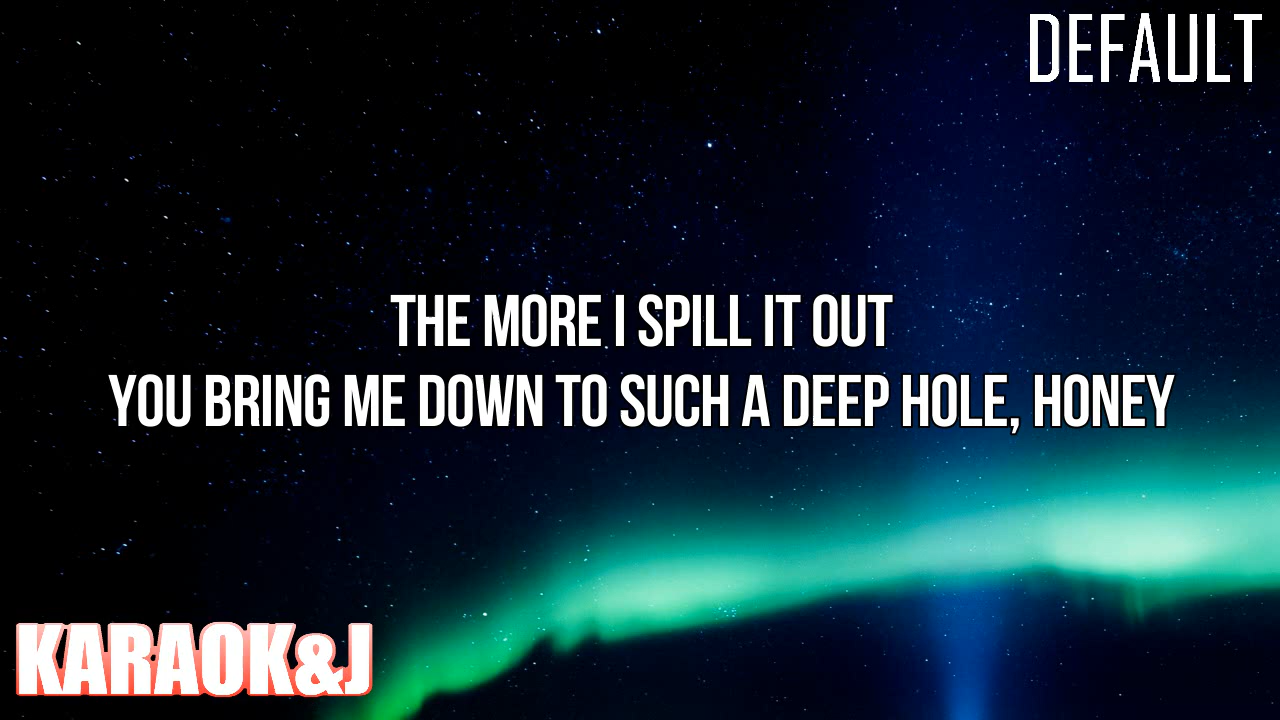 DEFAULT
THE MORE I SPILL IT OUT
YOU BRING ME DOWN TO SUCH A DEEP HOLE, HONEY
KARAOK&J